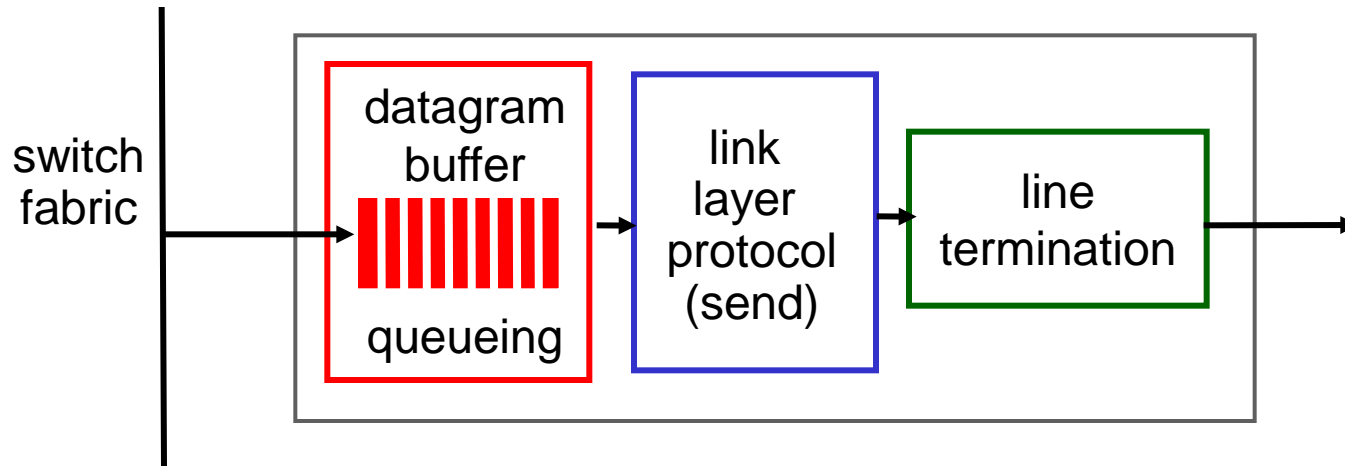 switch
fabric
datagram
buffer
queueing
link
layer
protocol
(send)
line
termination